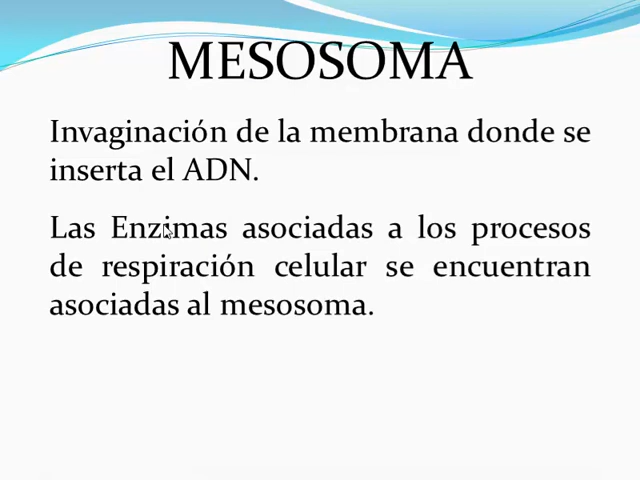 MESOSOMA
Invaginación de la membrana donde se
inserta el ADN.
Las Enzimas asociadas a los procesos
de respiración celular se encuentran
asociadas al mesosoma.